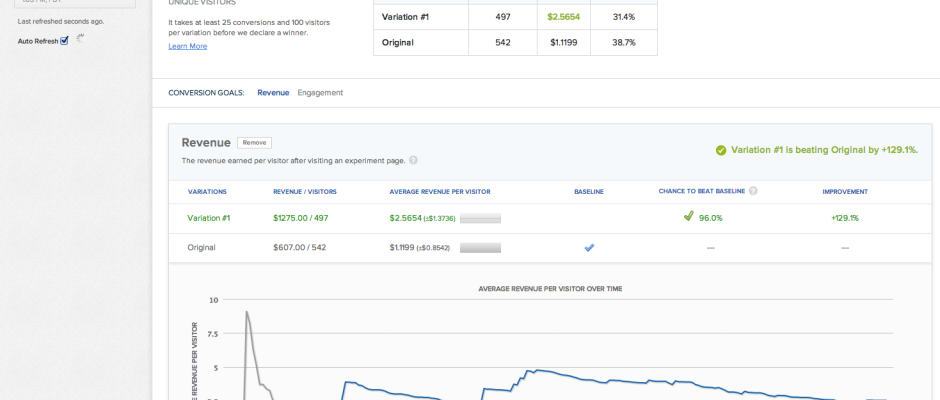 UNIQUE VISITORS
Last refreshed seconds ago.
Auto Refresh
It takes at least 25 conversions and 100 visitors
per variation before we declare a winner.
Learn More
Variation #1 497 $2.5654 31.4%
Original 542 $1.1199 38.7%
CONVERSION GOALS: Revenue Engagement
Revenue Remove
The revenue earned per visitor after visiting an experiment page. ?
Variation #1 is beating Original by +129.1%.
VARIATIONS REVENUE / VISITORS AVERAGE REVENUE PER VISITOR BASELINE CHANCE TO BEAT BASELINE ? IMPROVEMENT
Variation #1 $1275.00 / 497 $2.5654 (±$1.3736) 96.0% +129.1%
Original $607.00 / 542 $1.1199 (±$0.8542) --- ---
AVERAGE REVENUE PER VISITOR OVER TIME
10
7.5
5
REVENUE PER VISITOR